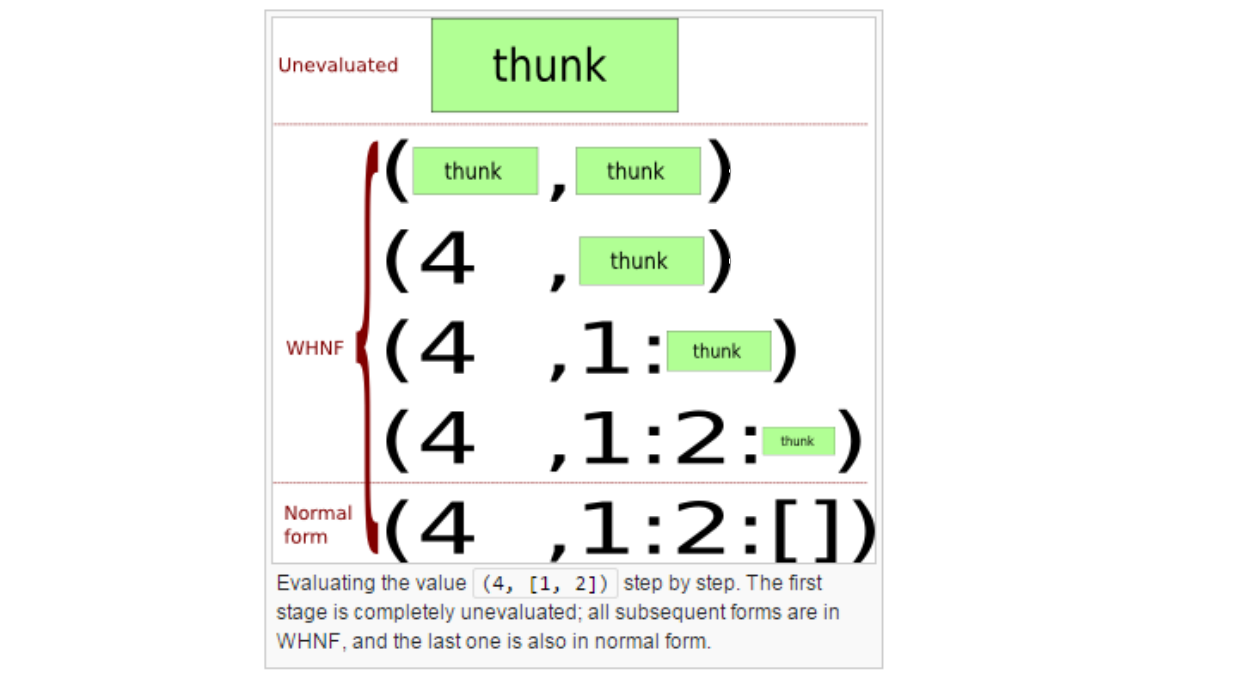 Unevaluated thunk
(thunk , thunk)
(4 , thunk)
WHNF (4 ,1:thunk)
(4 ,1:2:thunk)
Normal form (4 ,1:2:[])
Evaluating the value (4, [1, 2]) step by step. The first
stage is completely unevaluated; all subsequent forms are in
WHNF, and the last one is also in normal form.